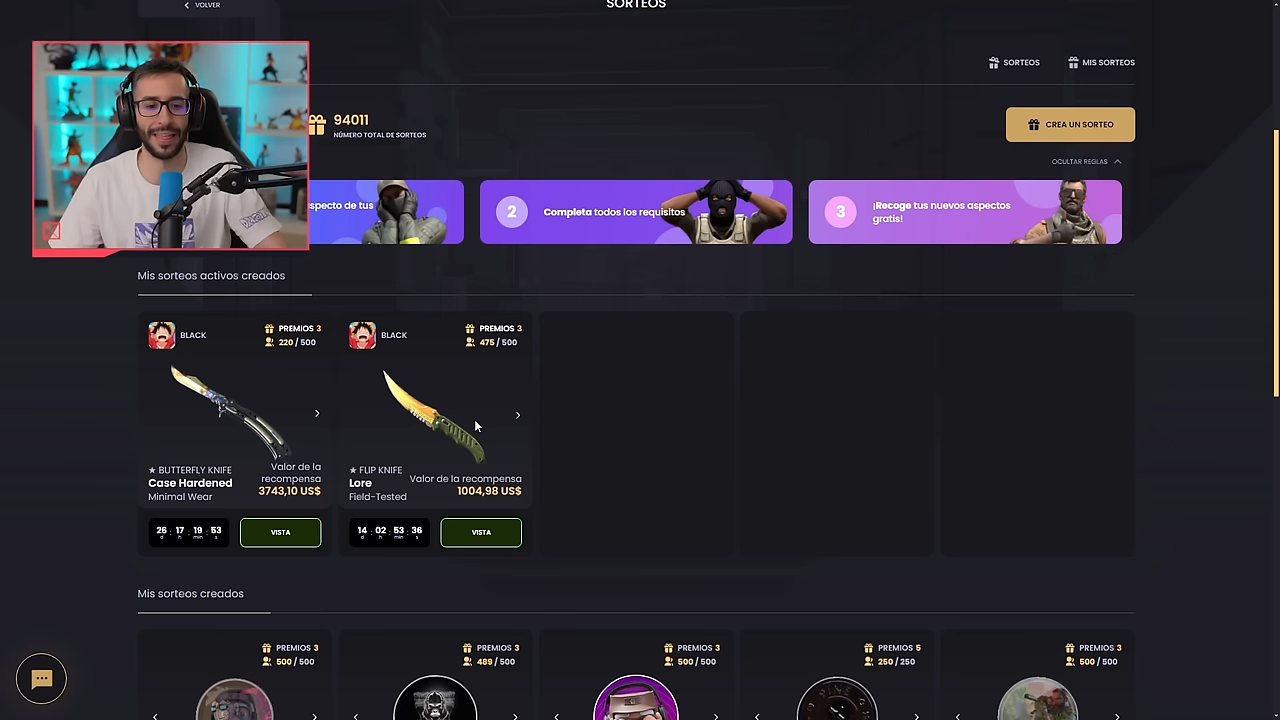 VOLVER
SORTEOS
SORTEOS
MIS SORTEOS
94011
NÚMERO TOTAL DE SORTEOS
CREA UN SORTEO
OCULTAR REGLAS
specto de tus
2
Completa todos los requisitos
3
¡Recoge tus nuevos aspectos
gratis!
Mis sorteos activos creados
BLACK
PREMIOS 3
220 / 500
★ BUTTERFLY KNIFE
Case Hardened
Minimal Wear
Valor de la
recompensa
3743,10 US$
26 : 17 : 19 : 53
d h min s
VISTA
BLACK
PREMIOS 3
475 / 500
★ FLIP KNIFE
Lore
Field-Tested
Valor de la recompensa
1004,98 US$
14 : 02 : 53 : 36
d h min s
VISTA
Mis sorteos creados
PREMIOS 3
500 / 500
PREMIOS 3
489 / 500
PREMIOS 3
500 / 500
PREMIOS 5
250 / 250
PREMIOS 3
500 / 500